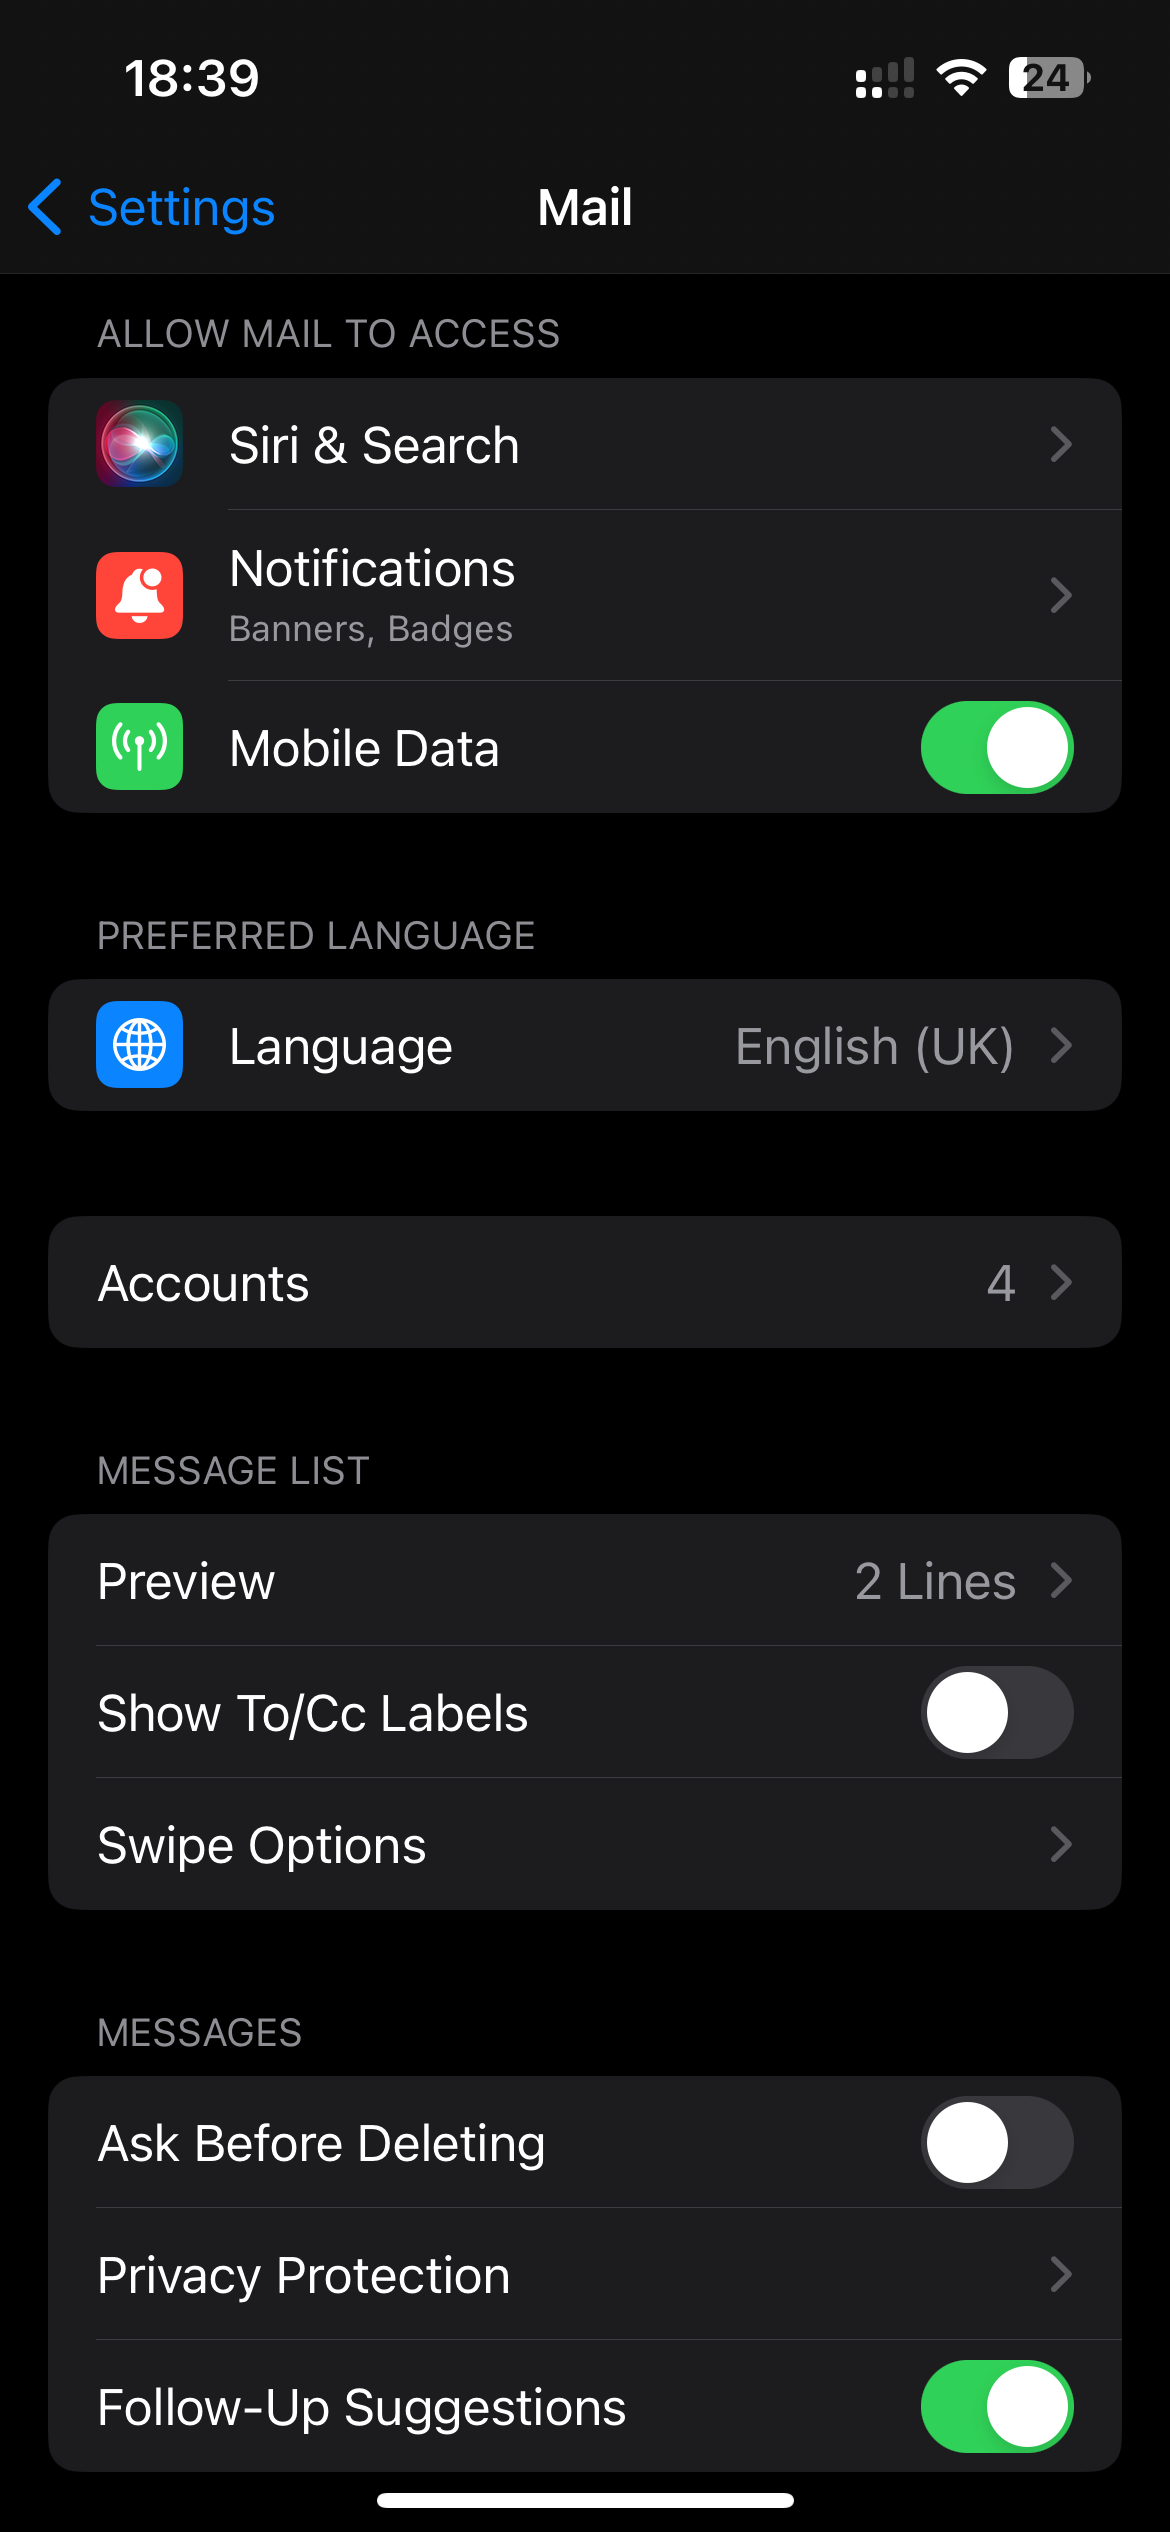 18:39
24
Settings
Mail
ALLOW MAIL TO ACCESS
Siri & Search
Notifications
Banners, Badges
Mobile Data
PREFERRED LANGUAGE
Language
English (UK)
Accounts
4
MESSAGE LIST
Preview
2 Lines
Show To/Cc Labels
Swipe Options
MESSAGES
Ask Before Deleting
Privacy Protection
Follow-Up Suggestions